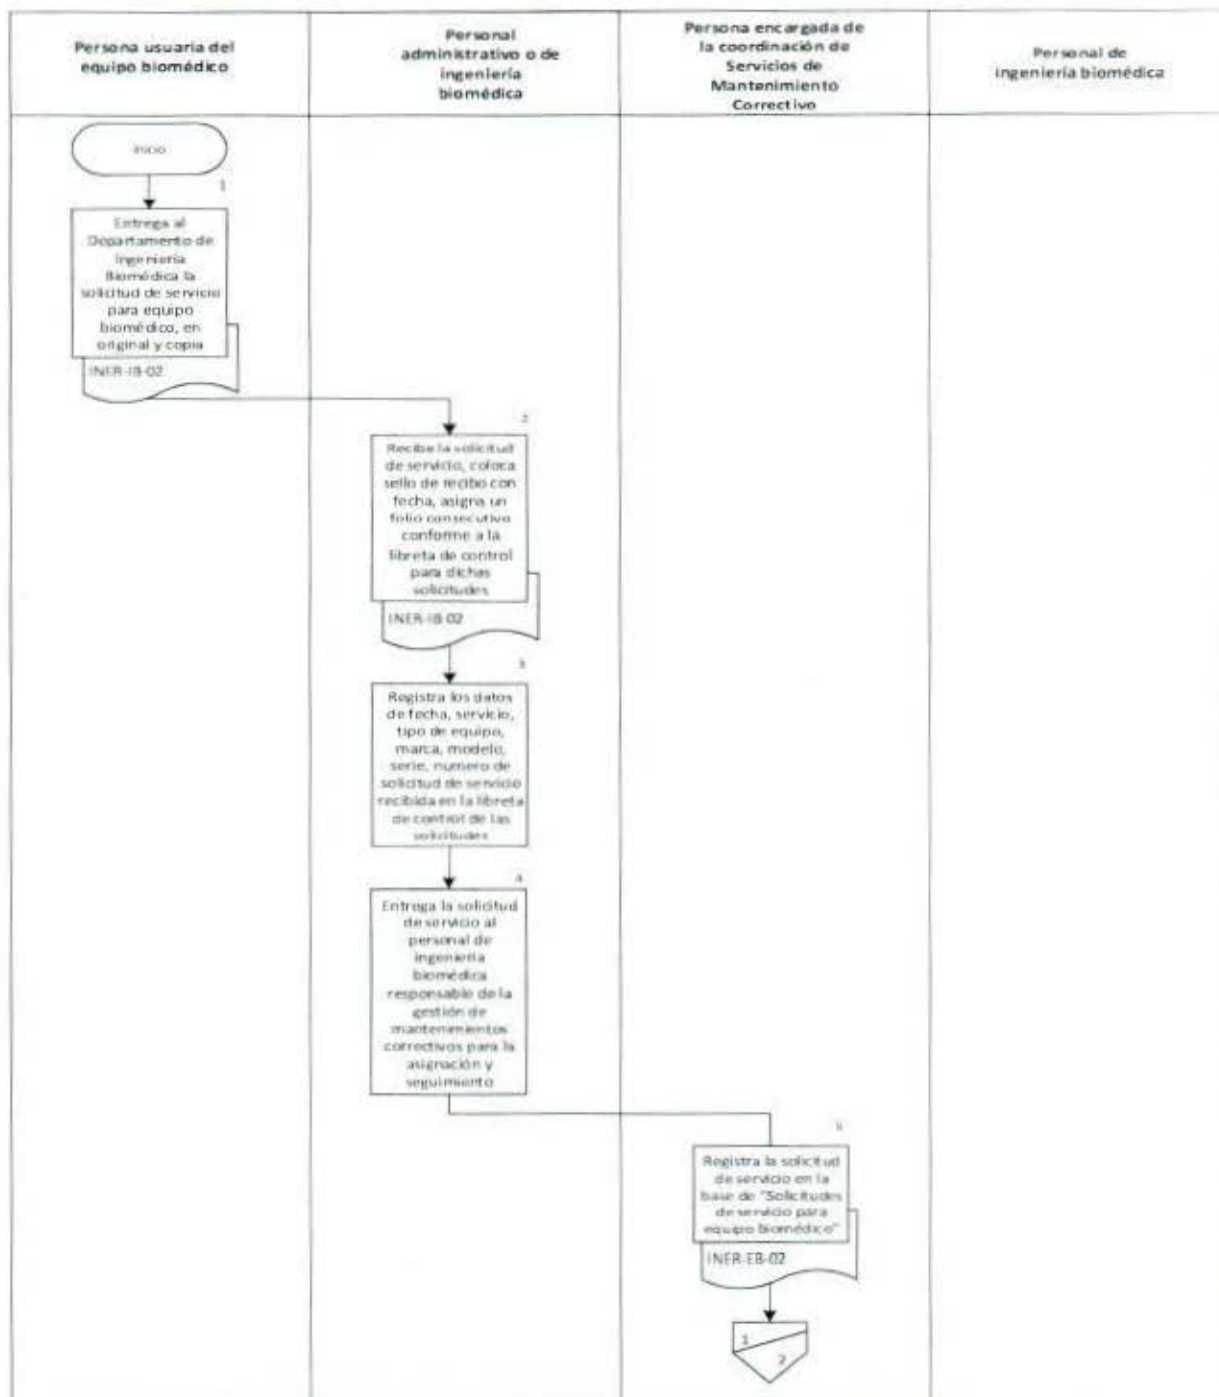 Persona usuaria del
equipo biomédico
Personal
administrativo o de
ingeniería
biomédica
Persona encargada de
la coordinación de
Servicios de
Mantenimiento
Correctivo
Personal de
ingeniería biomédica
Inicio
1
Entrega al
Departamento de
Ingeniería
Biomédica la
solicitud de servicio
para equipo
biomédico, en
original y copia
INER-IB-02
2
Recibe la solicitud
de servicio, coloca
sello de recibo con
fecha, asigna un
folio consecutivo
conforme a la
libreta de control
para dichas
solicitudes
INER-IB-02
3
Registra los datos
de fecha, servicio,
tipo de equipo,
marca, modelo,
serie, numero de
solicitud de servicio
recibida en la libreta
de control de las
solicitudes
4
Entrega la solicitud
de servicio al
personal de
ingeniería
biomédica
responsable de la
gestión de
mantenimientos
correctivos para la
asignación y
seguimiento
5
Registra la solicitud
de servicio en la
base de "Solicitudes
de servicio para
equipo biomédico"
INER-EB-02
1
2